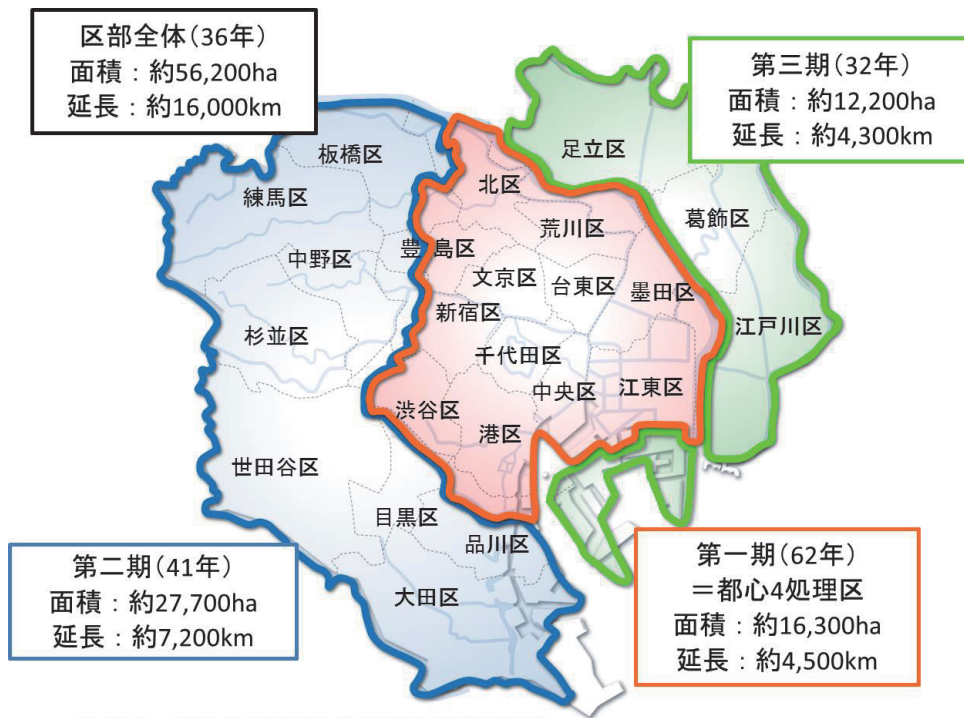 区部全体(36年)
面積：約56,200ha
延長：約16,000km
第三期(32年)
面積：約12,200ha
延長：約4,300km
足立区
板橋区
北区
練馬区
葛飾区
荒川区
豊島区
中野区
文京区
台東区
墨田区
新宿区
江戸川区
杉並区
千代田区
中央区
江東区
渋谷区
港区
世田谷区
目黒区
品川区
大田区
第二期(41年)
面積：約27,700ha
延長：約7,200km
第一期(62年)
＝都心4処理区
面積：約16,300ha
延長：約4,500km